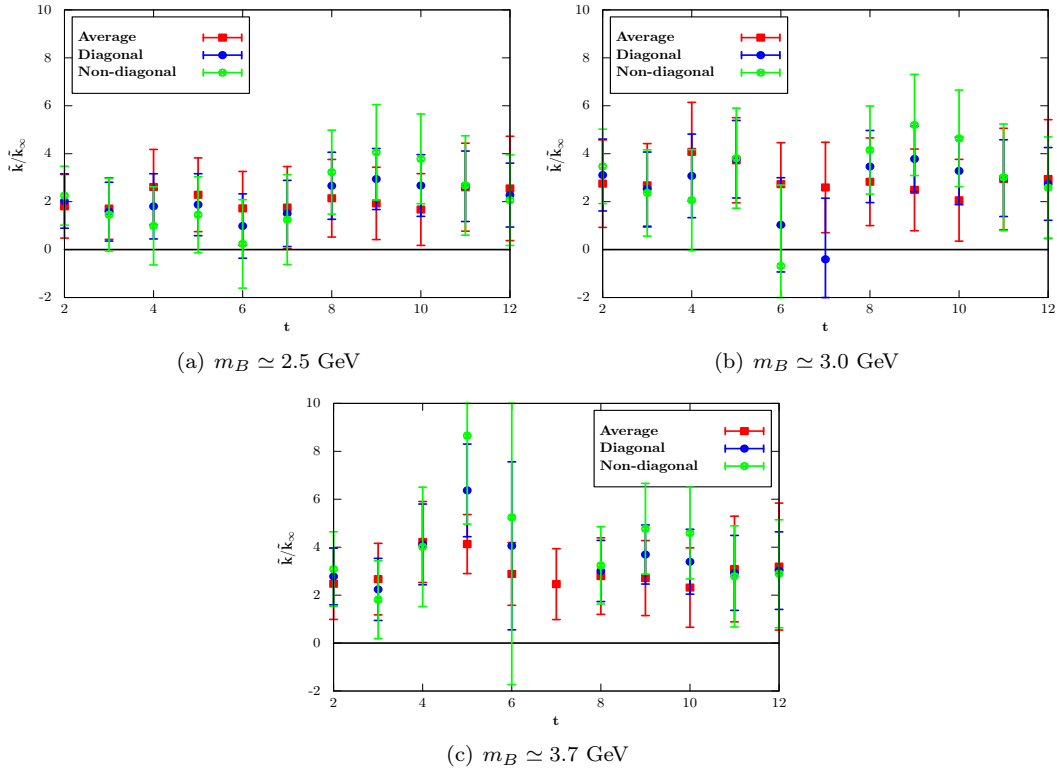 10
8
6
4
2
0
-2
2 4 6 8 10 12
k̃/k̃∞
t
Average
Diagonal
Non-diagonal
(a) m_B ≃ 2.5 GeV
10
8
6
4
2
0
-2
2 4 6 8 10 12
k̃/k̃∞
t
Average
Diagonal
Non-diagonal
(b) m_B ≃ 3.0 GeV
10
8
6
4
2
0
-2
2 4 6 8 10 12
k̃/k̃∞
t
Average
Diagonal
Non-diagonal
(c) m_B ≃ 3.7 GeV